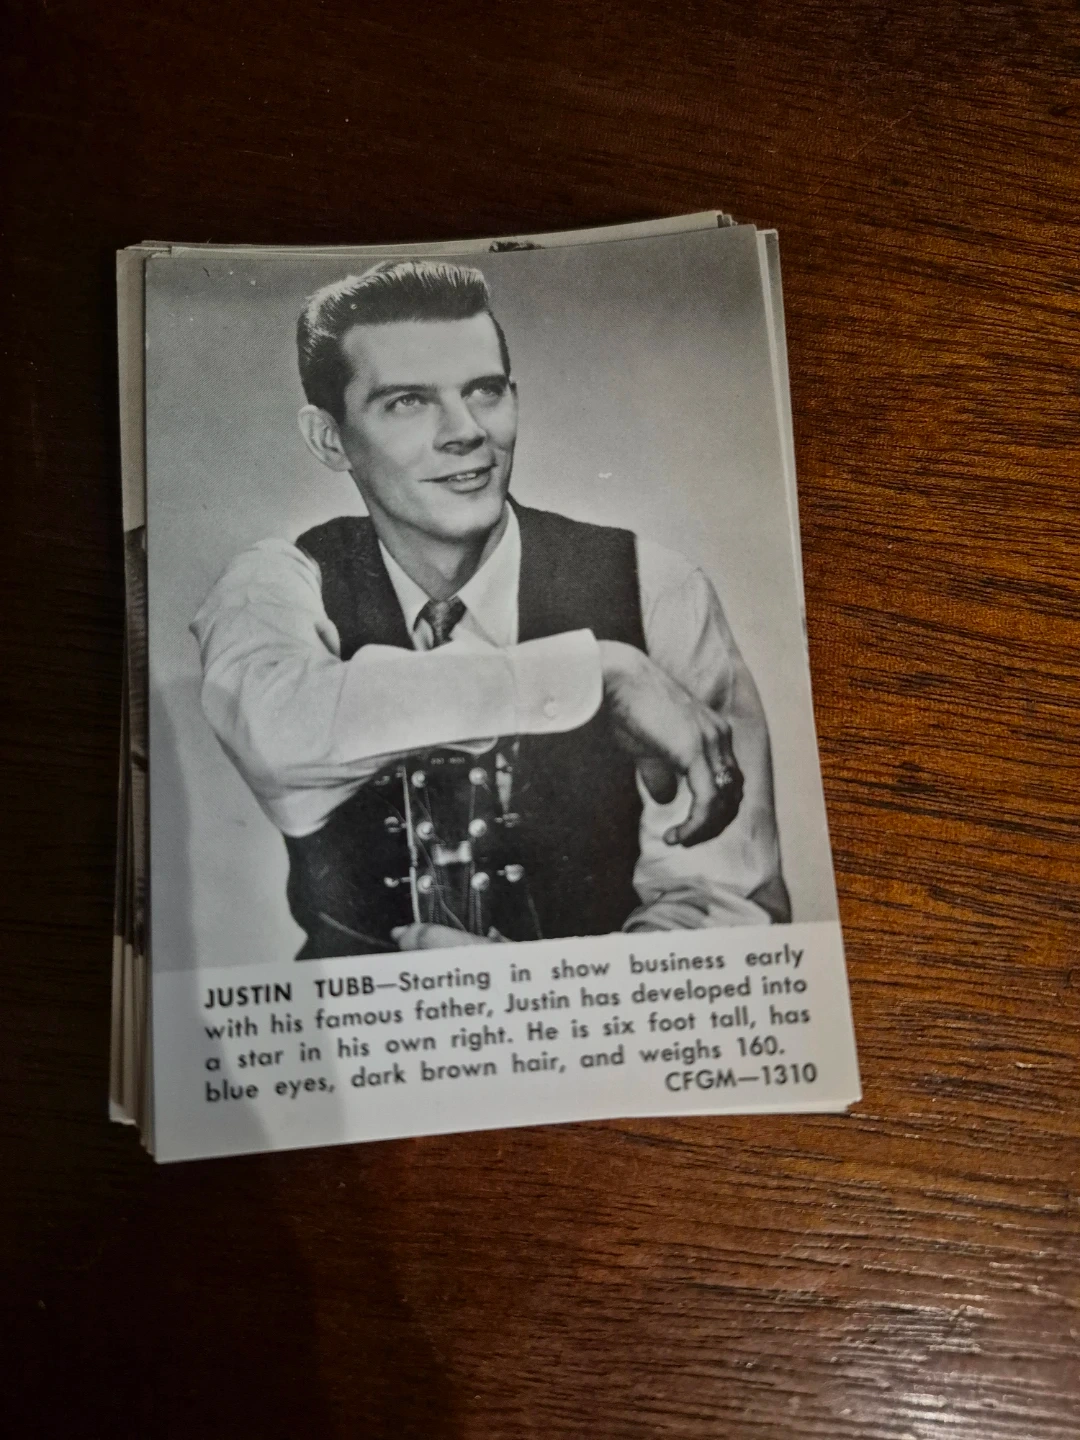 JUSTIN TUBB—Starting in show business early
with his famous father, Justin has developed into
a star in his own right. He is six foot tall, has
blue eyes, dark brown hair, and weighs 160.
CFGM—1310